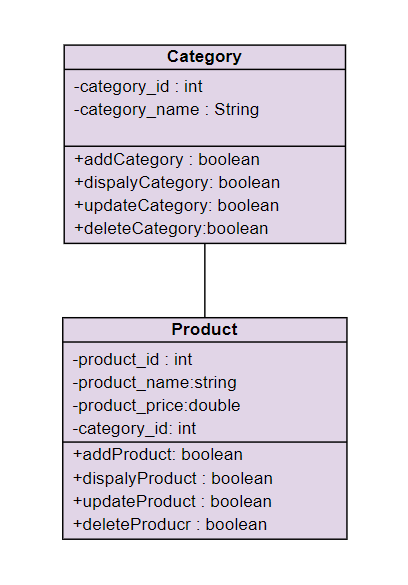 Category
-category_id : int
-category_name : String
+addCategory : boolean
+dispalyCategory: boolean
+updateCategory: boolean
+deleteCategory:boolean
Product
-product_id : int
-product_name:string
-product_price:double
-category_id: int
+addProduct: boolean
+dispalyProduct : boolean
+updateProduct : boolean
+deleteProducr : boolean